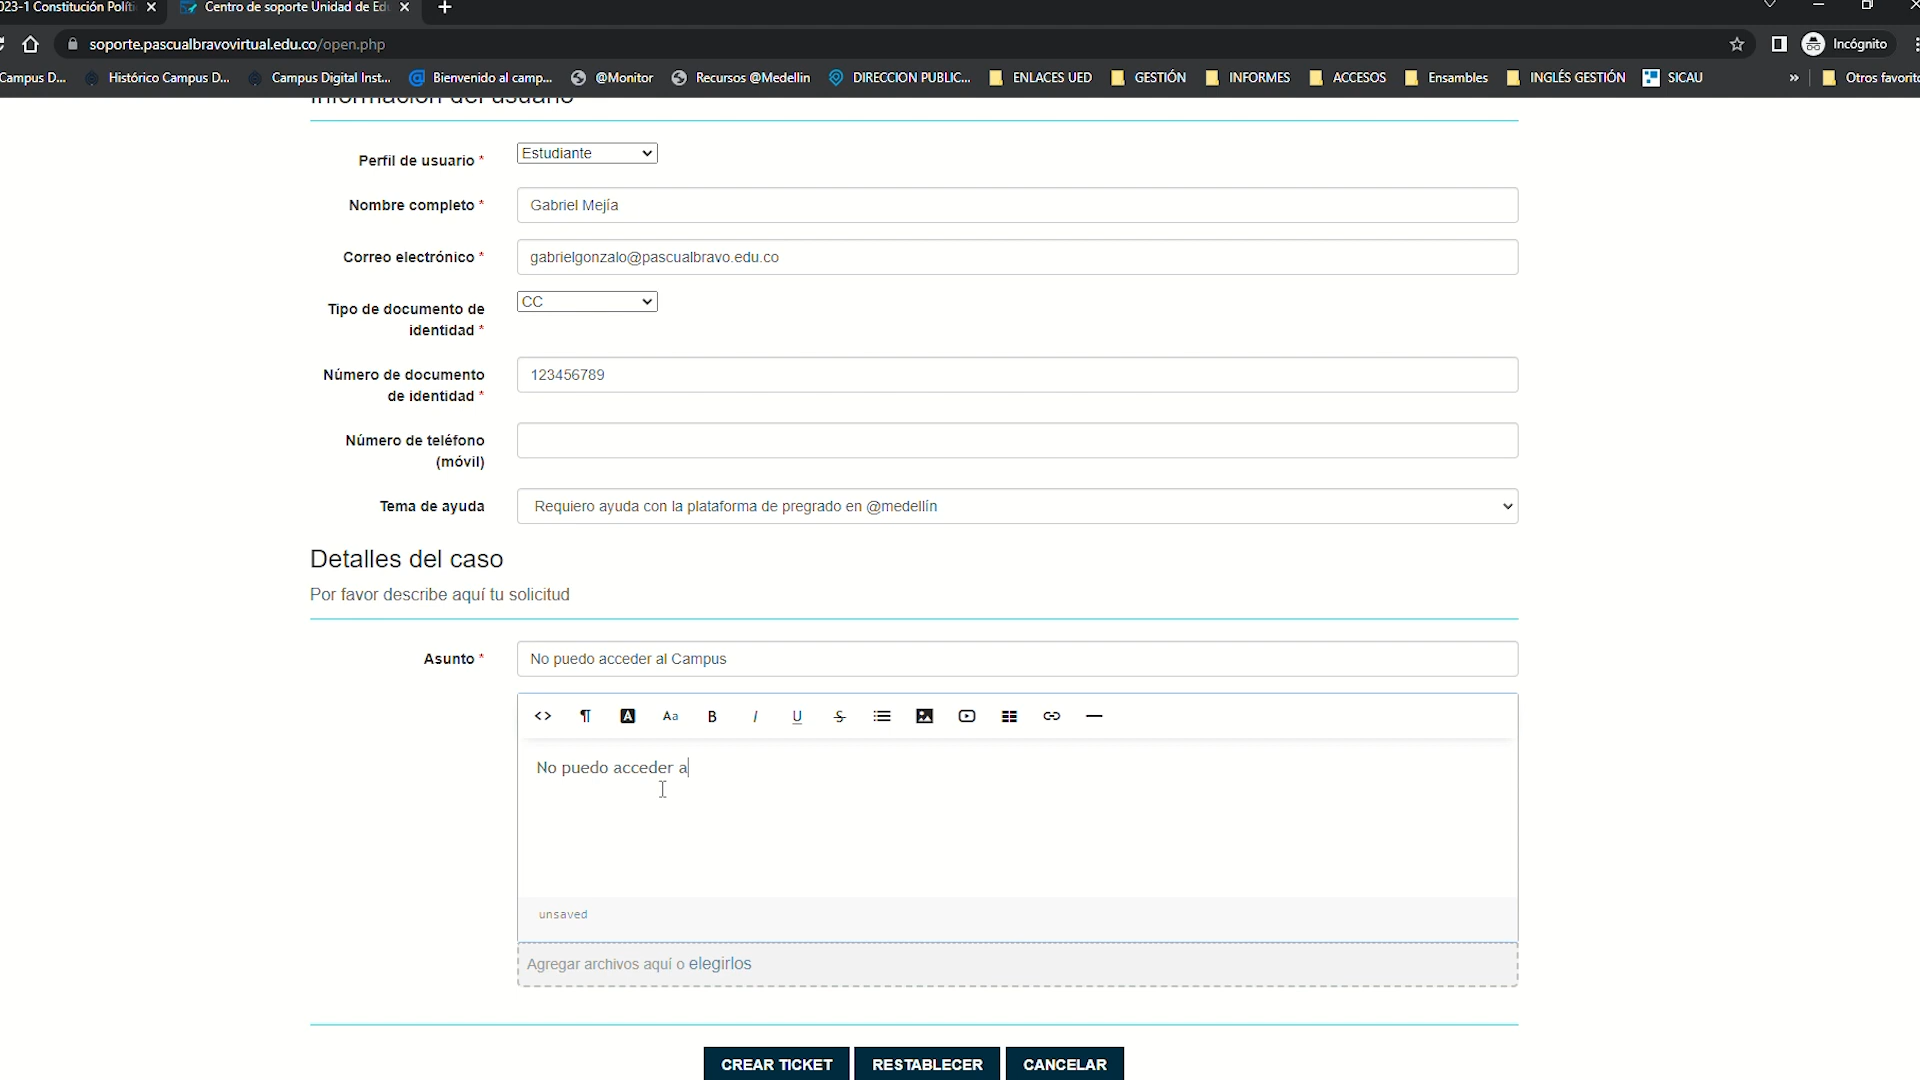 023-1 Constitución Políti
Centro de soporte Unidad de Edu
soporte.pascualbravovirtual.edu.co/open.php
Incógnito
Campus D...
Histórico Campus D...
Campus Digital Inst...
Bienvenido al camp...
@Monitor
Recursos @Medellin
DIRECCION PUBLIC...
ENLACES UED
GESTIÓN
INFORMES
ACCESOS
Ensambles
INGLÉS GESTIÓN
SICAU
»
Otros favorito
Información del usuario
Perfil de usuario *
Estudiante
Nombre completo *
Gabriel Mejía
Correo electrónico *
gabrielgonzalo@pascualbravo.edu.co
Tipo de documento de
identidad *
CC
Número de documento
de identidad *
123456789
Número de teléfono
(móvil)
Tema de ayuda
Requiero ayuda con la plataforma de pregrado en @medellín
Detalles del caso
Por favor describe aquí tu solicitud
Asunto *
No puedo acceder al Campus
<> ¶ A Aa B I U S
No puedo acceder a
unsaved
Agregar archivos aquí o elegirlos
CREAR TICKET
RESTABLECER
CANCELAR